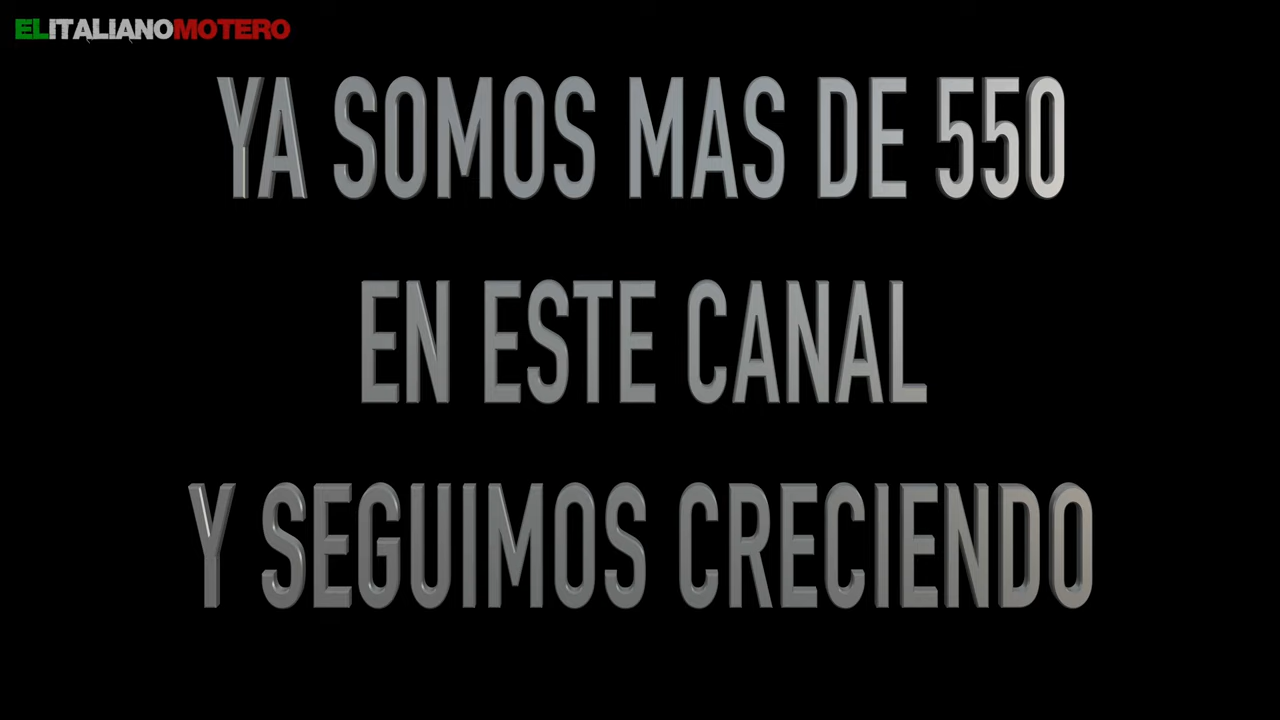 ELITALIANOMOTERO
YA SOMOS MAS DE 550
EN ESTE CANAL
Y SEGUIMOS CRECIENDO